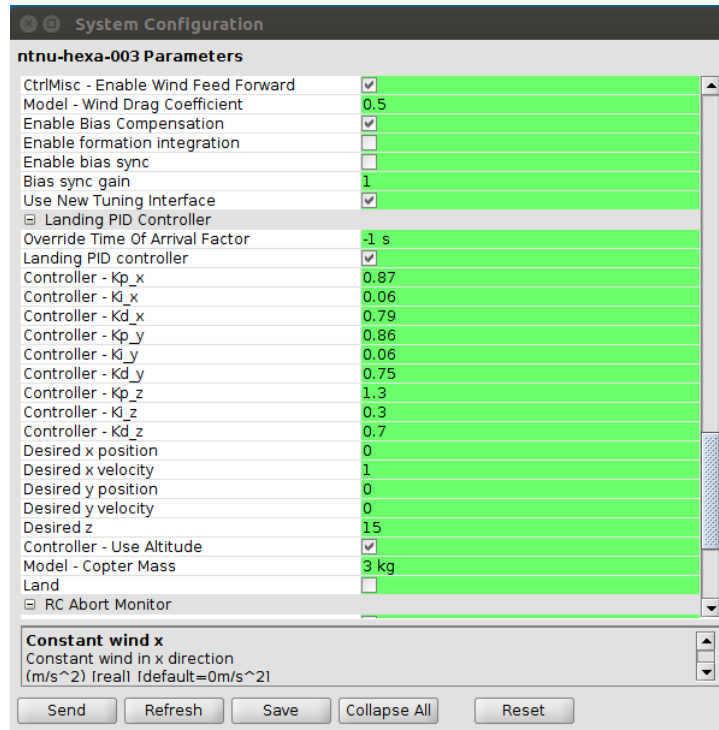 System Configuration
ntnu-hexa-003 Parameters
CtrlMisc - Enable Wind Feed Forward
Model - Wind Drag Coefficient 0.5
Enable Bias Compensation
Enable formation integration
Enable bias sync
Bias sync gain 1
Use New Tuning Interface
Landing PID Controller
Override Time Of Arrival Factor -1 s
Landing PID controller
Controller - Kp_x 0.87
Controller - Ki_x 0.06
Controller - Kd_x 0.79
Controller - Kp_y 0.86
Controller - Ki_y 0.06
Controller - Kd_y 0.75
Controller - Kp_z 1.3
Controller - Ki_z 0.3
Controller - Kd_z 0.7
Desired x position 0
Desired x velocity 1
Desired y position 0
Desired y velocity 0
Desired z 15
Controller - Use Altitude
Model - Copter Mass 3 kg
Land
RC Abort Monitor
Constant wind x
Constant wind in x direction
(m/s^2) [real] [default=0m/s^2]
Send Refresh Save Collapse All Reset